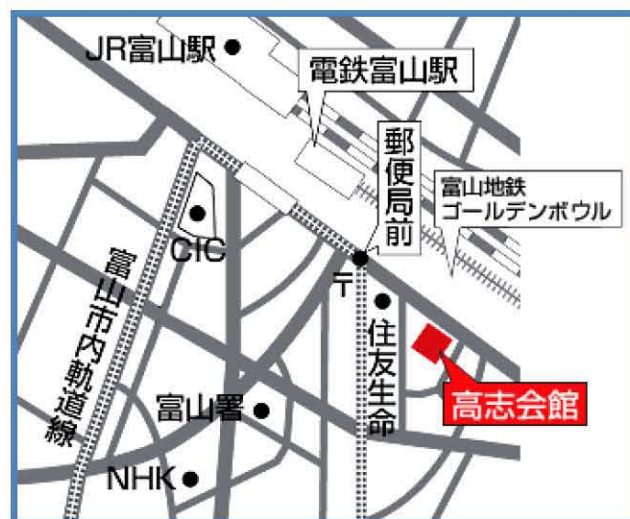 JR富山駅
電鉄富山駅
郵便局前
富山地鉄
ゴールデンボウル
CIC
〒
富山市内軌道線
住友生命
高志会館
富山署
NHK